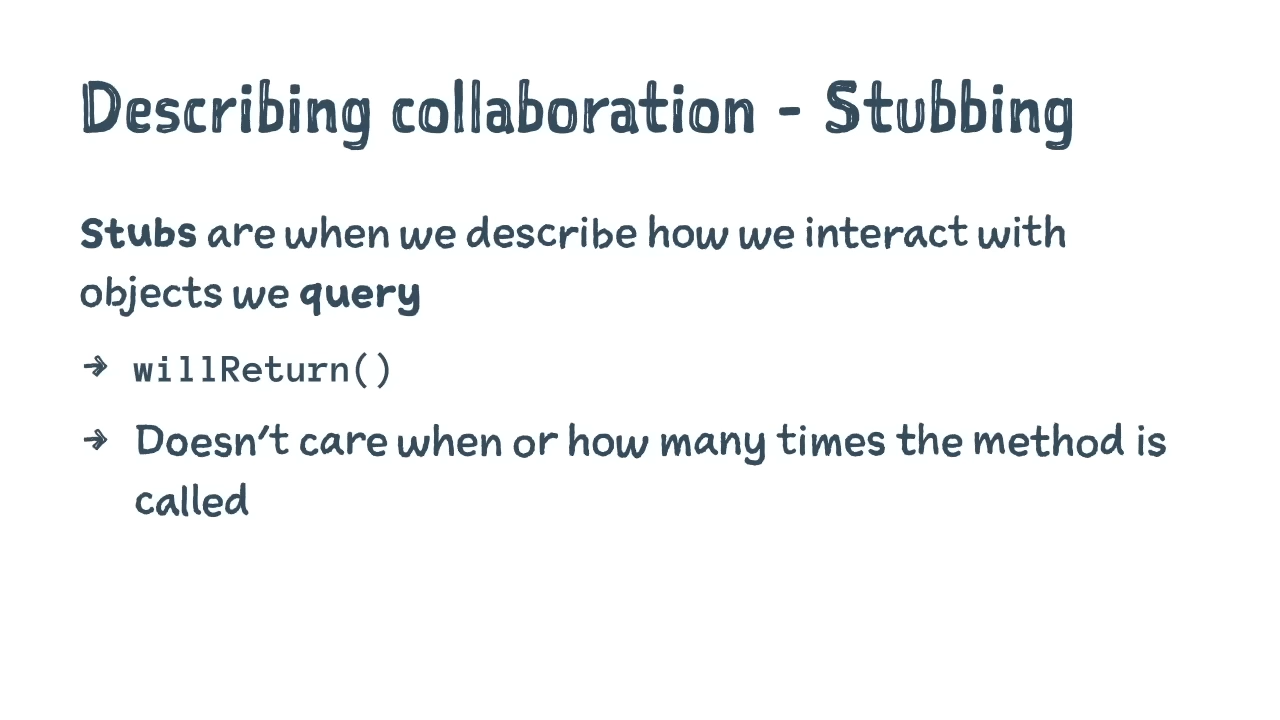 Describing collaboration - Stubbing
Stubs are when we describe how we interact with
objects we query
→ willReturn()
→ Doesn't care when or how many times the method is
called